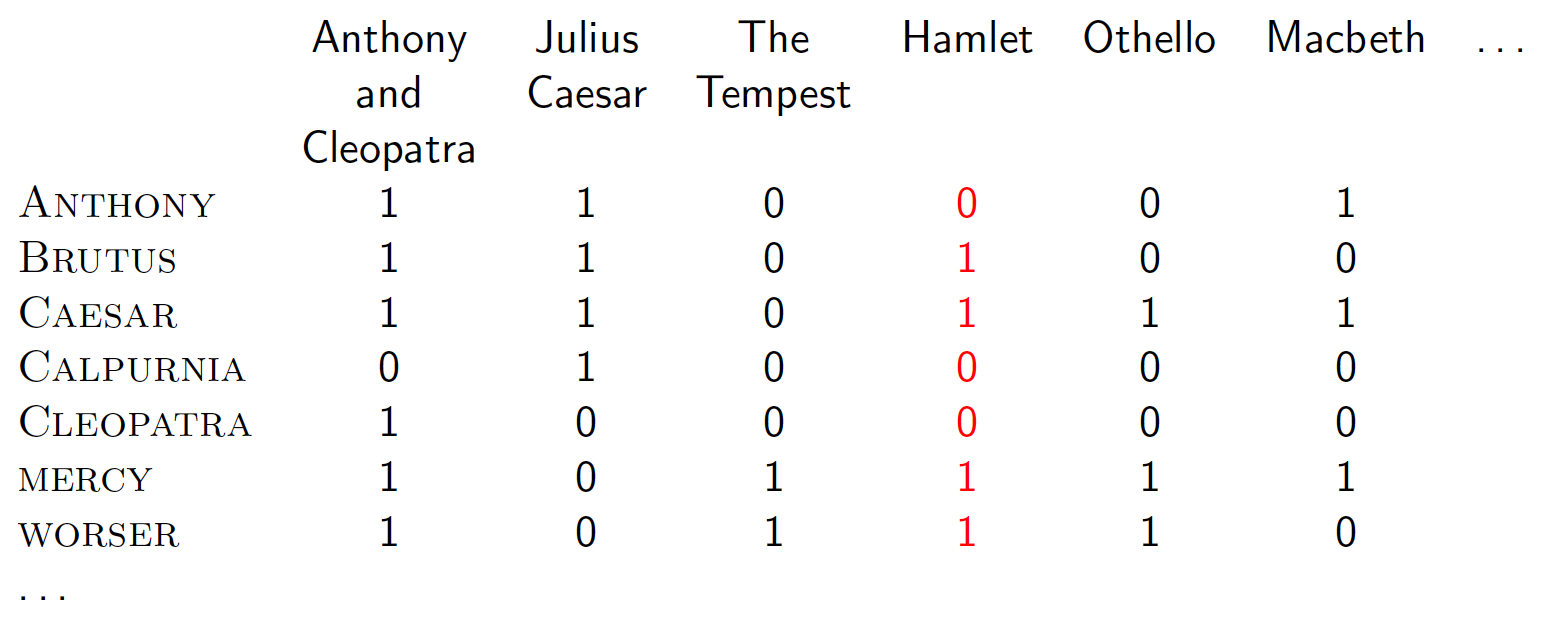 Anthony Julius The Hamlet Othello Macbeth . . .
and Caesar Tempest
Cleopatra
ANTHONY 1 1 0 0 0 1
BRUTUS 1 1 0 1 0 0
CAESAR 1 1 0 1 1 1
CALPURNIA 0 1 0 0 0 0
CLEOPATRA 1 0 0 0 0 0
MERCY 1 0 1 1 1 1
WORSER 1 0 1 1 1 0
. . .